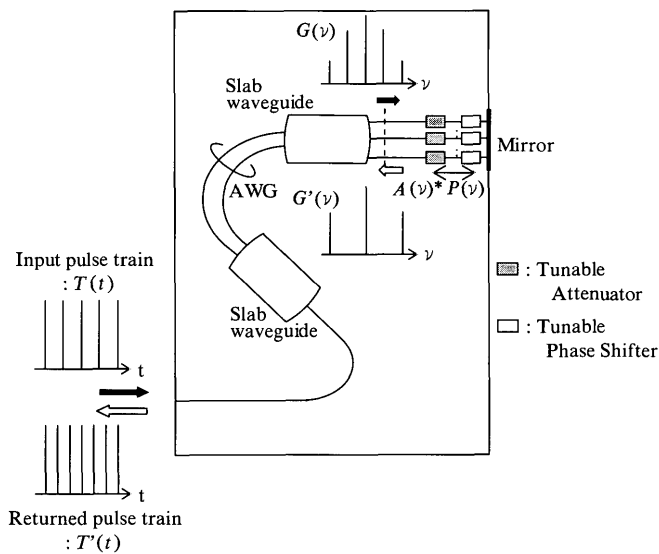 G(ν)
ν
Slab
waveguide
Mirror
AWG
A(ν)* P(ν)
G'(ν)
ν
Input pulse train
: T(t)
Slab
waveguide
: Tunable
Attenuator
: Tunable
Phase Shifter
t
t
Returned pulse train
: T'(t)